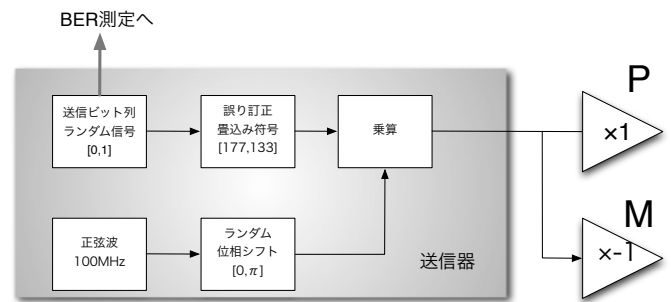 BER測定へ
送信ビット列
ランダム信号
[0,1]
誤り訂正
畳込み符号
[177,133]
乗算
P
×1
正弦波
100MHz
ランダム
位相シフト
[0,π]
送信器
M
×-1